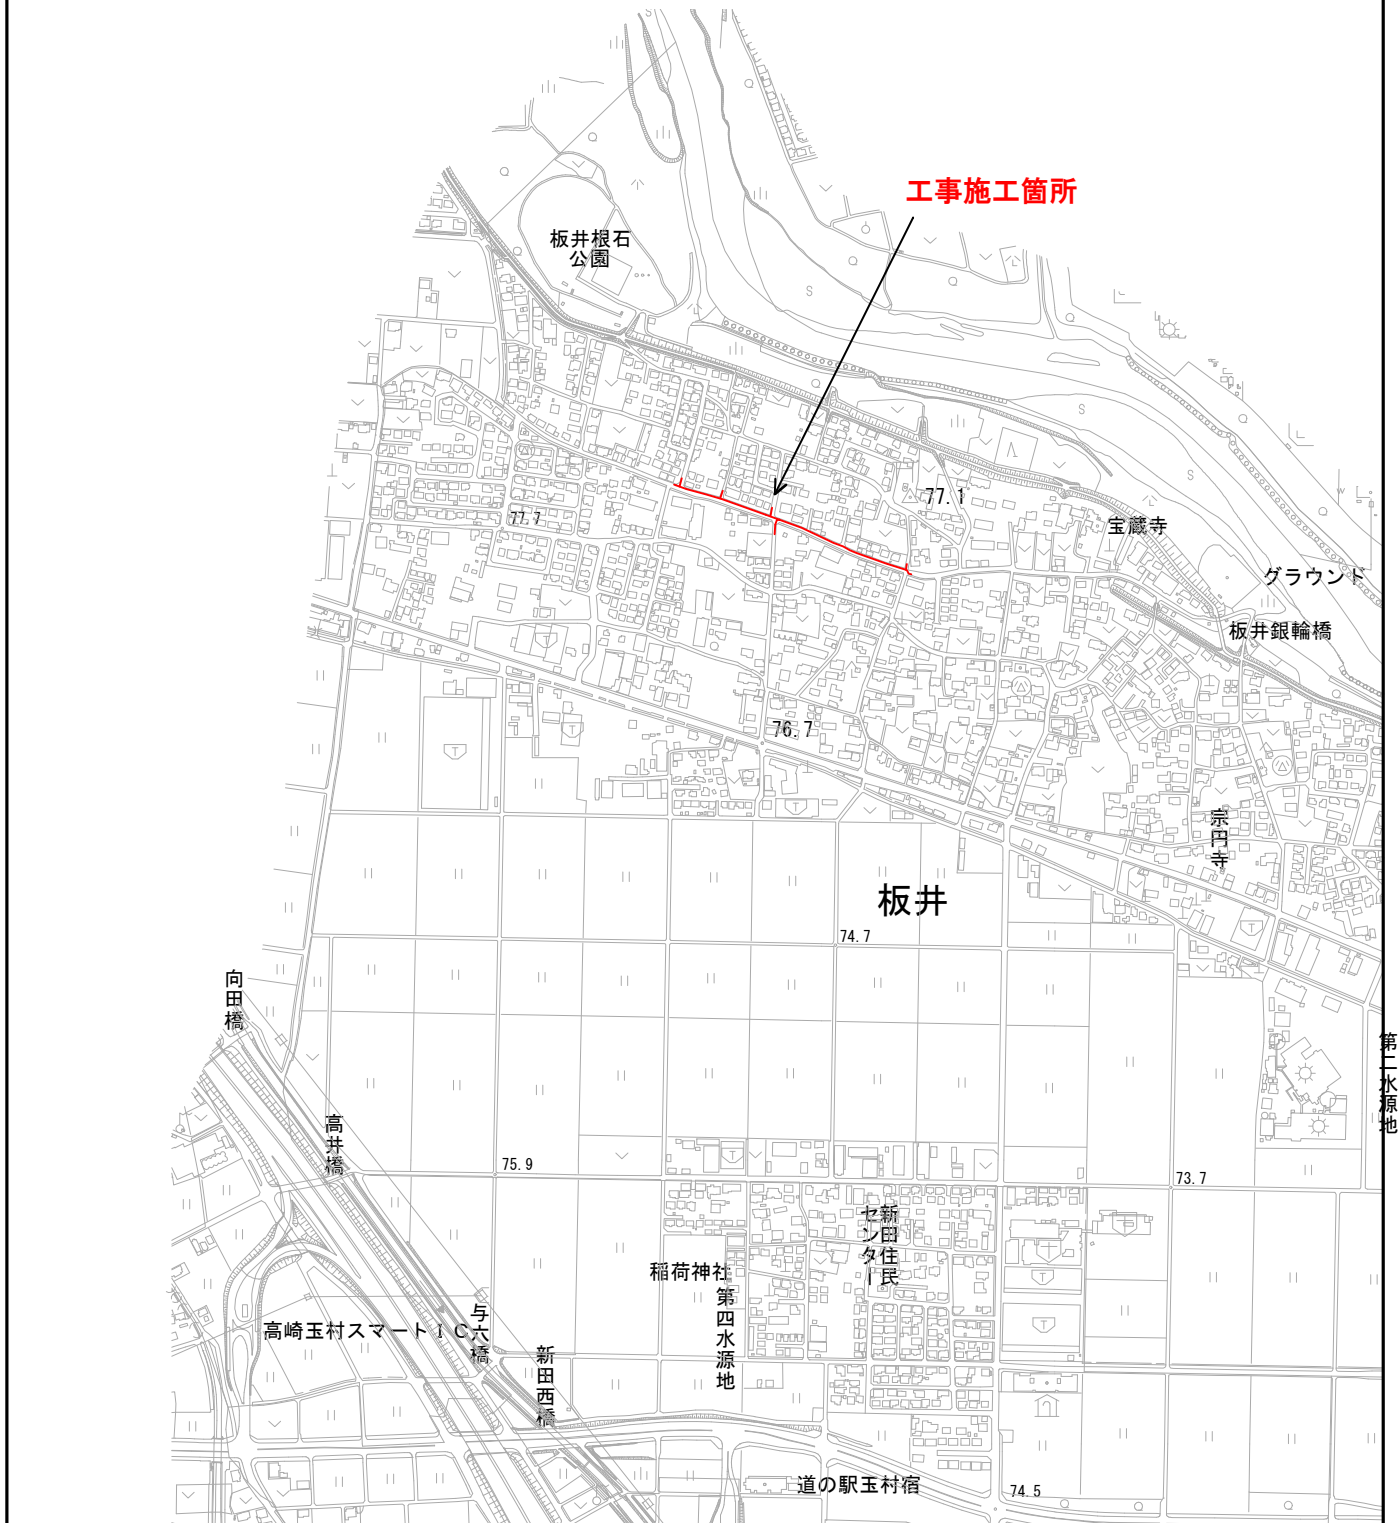 工事施工箇所
板井根石
公園
77.1
77.7
宝蔵寺
グラウンド
板井銀輪橋
76.7
宗円寺
板井
74.7
向田橋
第二水源地
高井橋
75.9
73.7
新田住民
センター
稲荷神社
第四水源地
与六橋
高崎玉村スマートIC
新田西橋
道の駅玉村宿
74.5